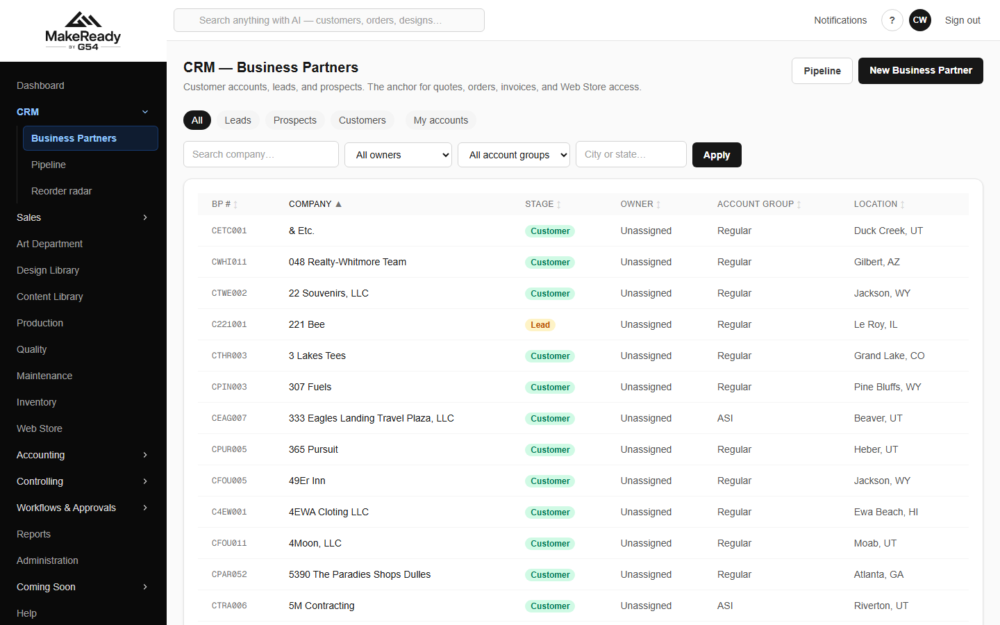 MakeReady
BY G54
Search anything with AI — customers, orders, designs...
Notifications
?
CW
Sign out
Dashboard
CRM
Business Partners
Pipeline
Reorder radar
Sales
Art Department
Design Library
Content Library
Production
Quality
Maintenance
Inventory
Web Store
Accounting
Controlling
Workflows & Approvals
Reports
Administration
Coming Soon
Help
CRM — Business Partners
Customer accounts, leads, and prospects. The anchor for quotes, orders, invoices, and Web Store access.
Pipeline
New Business Partner
All Leads Prospects Customers My accounts
Search company... All owners All account groups City or state... Apply
BP # COMPANY STAGE OWNER ACCOUNT GROUP LOCATION
CETC001 & Etc. Customer Unassigned Regular Duck Creek, UT
CWHI011 048 Realty-Whitmore Team Customer Unassigned Regular Gilbert, AZ
CTWE002 22 Souvenirs, LLC Customer Unassigned Regular Jackson, WY
C221001 221 Bee Lead Unassigned Regular Le Roy, IL
CTHR003 3 Lakes Tees Customer Unassigned Regular Grand Lake, CO
CPIN003 307 Fuels Customer Unassigned Regular Pine Bluffs, WY
CEAG007 333 Eagles Landing Travel Plaza, LLC Customer Unassigned ASI Beaver, UT
CPUR005 365 Pursuit Customer Unassigned Regular Heber, UT
CFOU005 49Er Inn Customer Unassigned Regular Jackson, WY
C4EW001 4EWA Cloting LLC Customer Unassigned Regular Ewa Beach, HI
CFOU011 4Moon, LLC Customer Unassigned Regular Moab, UT
CPAR052 5390 The Paradies Shops Dulles Customer Unassigned Regular Atlanta, GA
CTRA006 5M Contracting Customer Unassigned ASI Riverton, UT